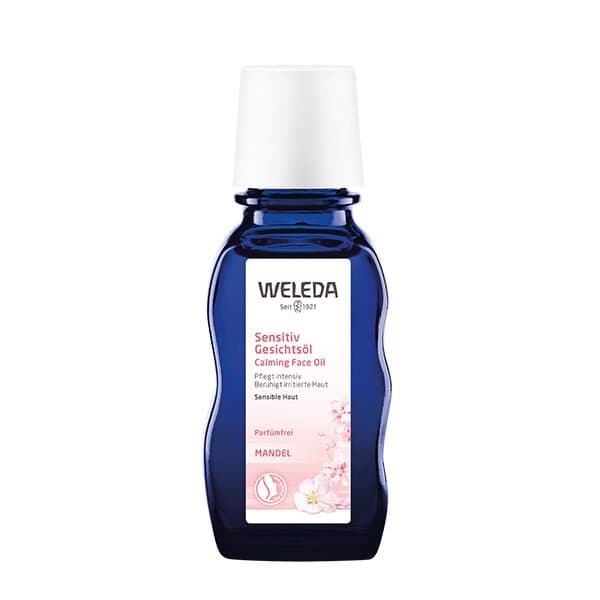 WELEDA
Seit 1921
Sensitiv
Gesichtsöl
Calming Face Oil
Pflegt intensiv
Beruhigt irritierte Haut
Sensible Haut
Parfümfrei
MANDEL